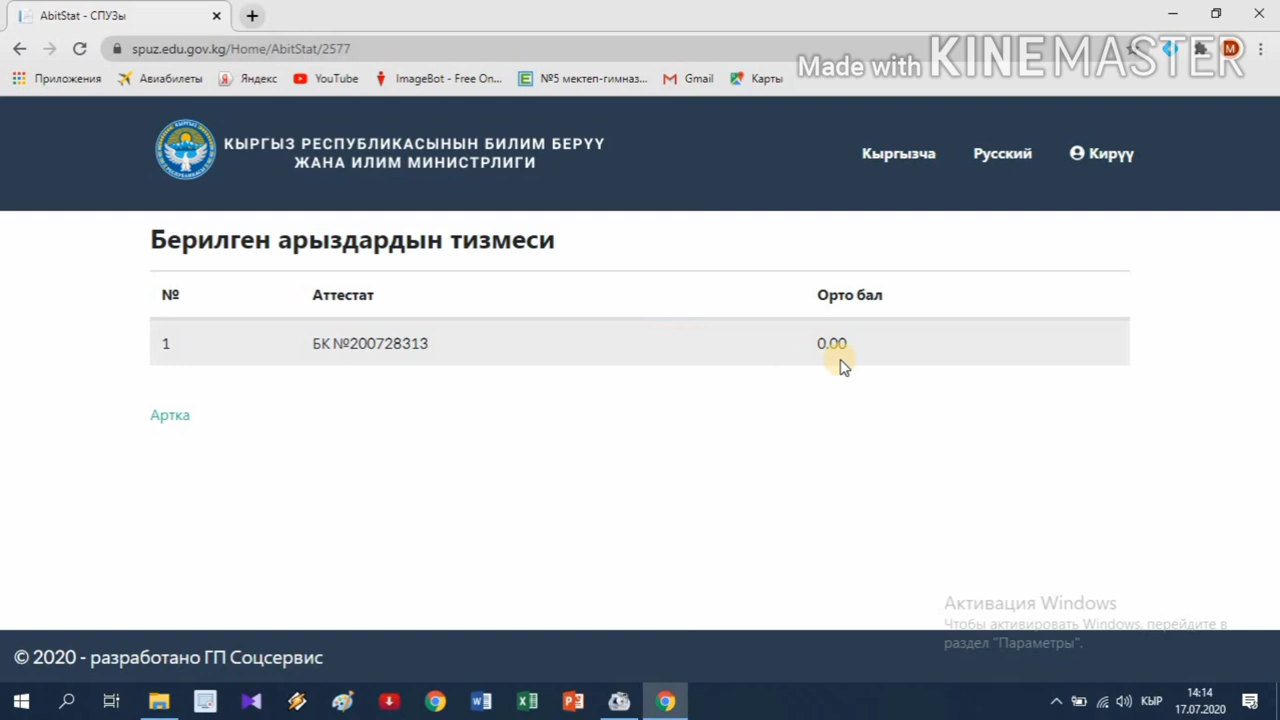 AbitStat - СПУЗы
spuz.edu.gov.kg/Home/AbitStat/2577
M
Приложения
Авиабилеты
Яндекс
YouTube
ImageBot - Free On...
№5 мектеп-гимназ...
Gmail
Карты
Made with KINEMASTER
КЫРГЫЗ РЕСПУБЛИКАСЫНЫН БИЛИМ БЕРҮҮ
ЖАНА ИЛИМ МИНИСТРЛИГИ
Кыргызча
Русский
Кирүү
Берилген арыздардын тизмеси
№ Аттестат Орто бал
1 БК №200728313 0.00
Артка
Активация Windows
Чтобы активировать Windows, перейдите в
раздел "Параметры".
© 2020 - разработано ГП Соцсервис
КЫР
14:14
17.07.2020